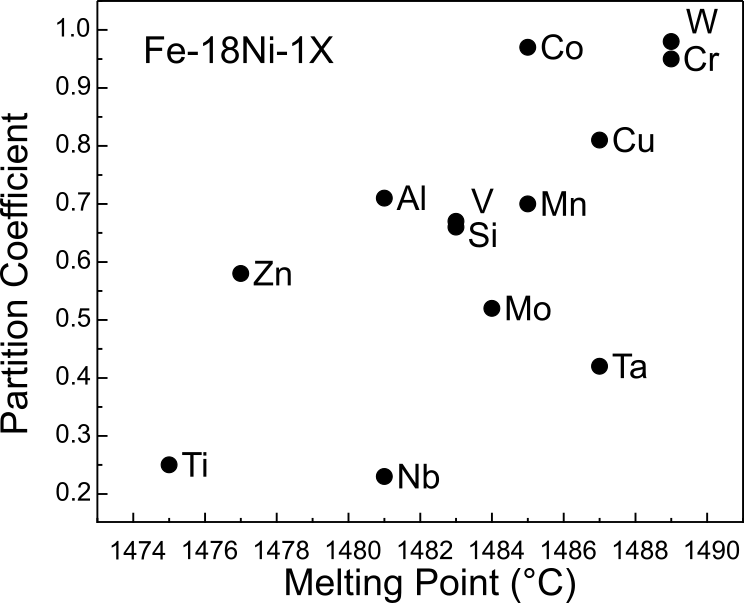 Fe-18Ni-1X
W
Co
Cr
Cu
Al
V
Mn
Si
Zn
Mo
Ta
Ti
Nb
Partition Coefficient
1.0
0.9
0.8
0.7
0.6
0.5
0.4
0.3
0.2
1474 1476 1478 1480 1482 1484 1486 1488 1490
Melting Point (°C)